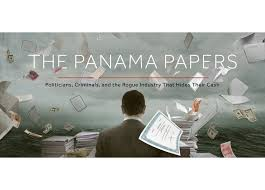 THE PANAMA PAPERS
Politicians, Criminals, and the Rogue Industry That Hides Their Cash